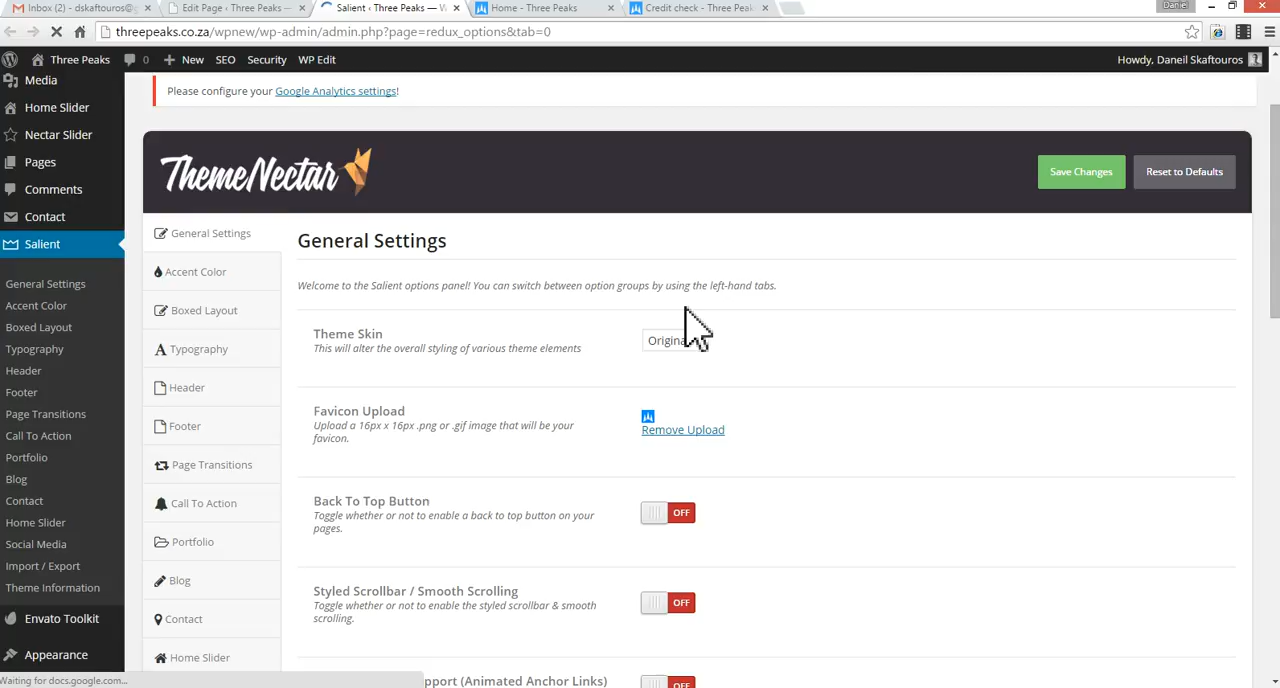 Inbox (2) - dskaftouros@g
Edit Page ‹ Three Peaks —
Salient ‹ Three Peaks — W
Home - Three Peaks
Credit check - Three Peak
Daniel
threepeaks.co.za/wpnew/wp-admin/admin.php?page=redux_options&tab=0
Three Peaks
0
New
SEO
Security
WP Edit
Howdy, Daneil Skaftouros
Media
Home Slider
Nectar Slider
Pages
Comments
Contact
Salient
General Settings
Accent Color
Boxed Layout
Typography
Header
Footer
Page Transitions
Call To Action
Portfolio
Blog
Contact
Home Slider
Social Media
Import / Export
Theme Information
Envato Toolkit
Appearance
Waiting for docs.google.com...
Please configure your Google Analytics settings!
ThemeNectar
Save Changes
Reset to Defaults
General Settings
Accent Color
Boxed Layout
Typography
Header
Footer
Page Transitions
Call To Action
Portfolio
Blog
Contact
Home Slider
General Settings
Welcome to the Salient options panel! You can switch between option groups by using the left-hand tabs.
Theme Skin
This will alter the overall styling of various theme elements
Origina
Favicon Upload
Upload a 16px x 16px .png or .gif image that will be your
favicon.
Remove Upload
Back To Top Button
Toggle whether or not to enable a back to top button on your
pages.
OFF
Styled Scrollbar / Smooth Scrolling
Toggle whether or not to enable the styled scrollbar & smooth
scrolling.
OFF
pport (Animated Anchor Links)
OFF